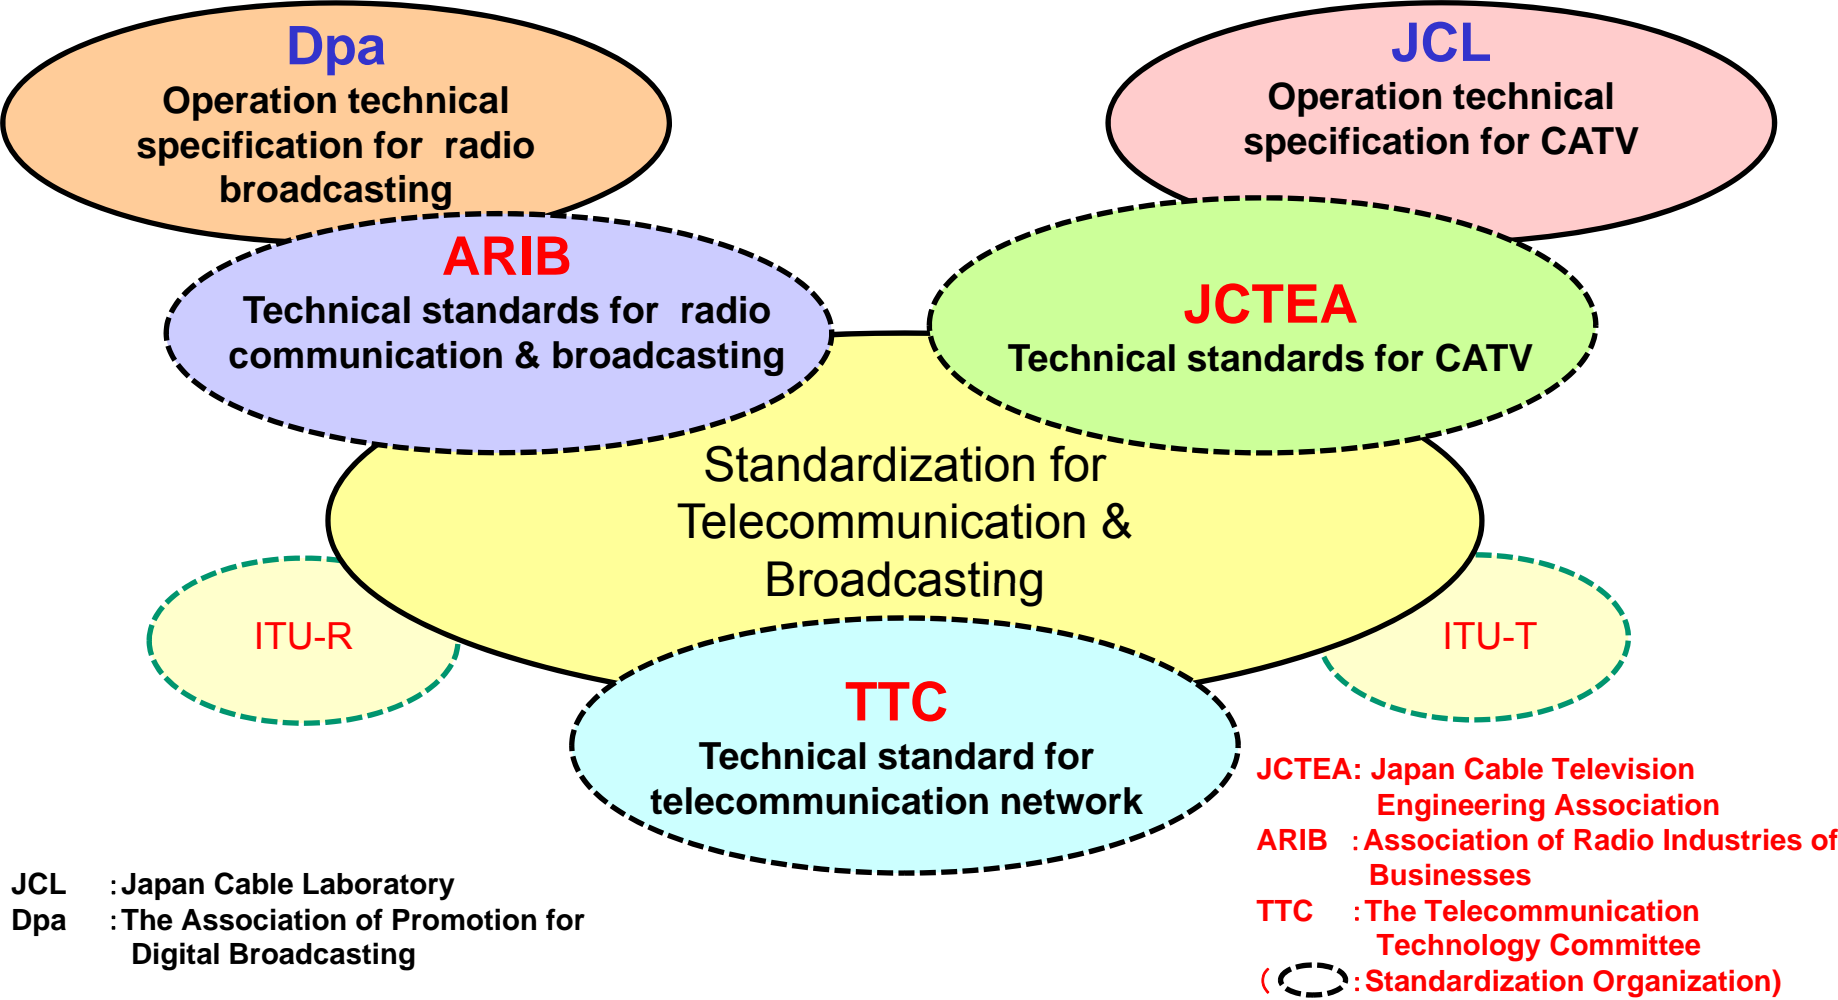 Dpa
Operation technical
specification for radio
broadcasting
JCL
Operation technical
specification for CATV
ARIB
Technical standards for radio
communication & broadcasting
JCTEA
Technical standards for CATV
Standardization for
Telecommunication &
Broadcasting
ITU-R
ITU-T
TTC
Technical standard for
telecommunication network
JCL :Japan Cable Laboratory
Dpa :The Association of Promotion for
Digital Broadcasting
JCTEA: Japan Cable Television
Engineering Association
ARIB :Association of Radio Industries of
Businesses
TTC :The Telecommunication
Technology Committee
( :Standardization Organization)